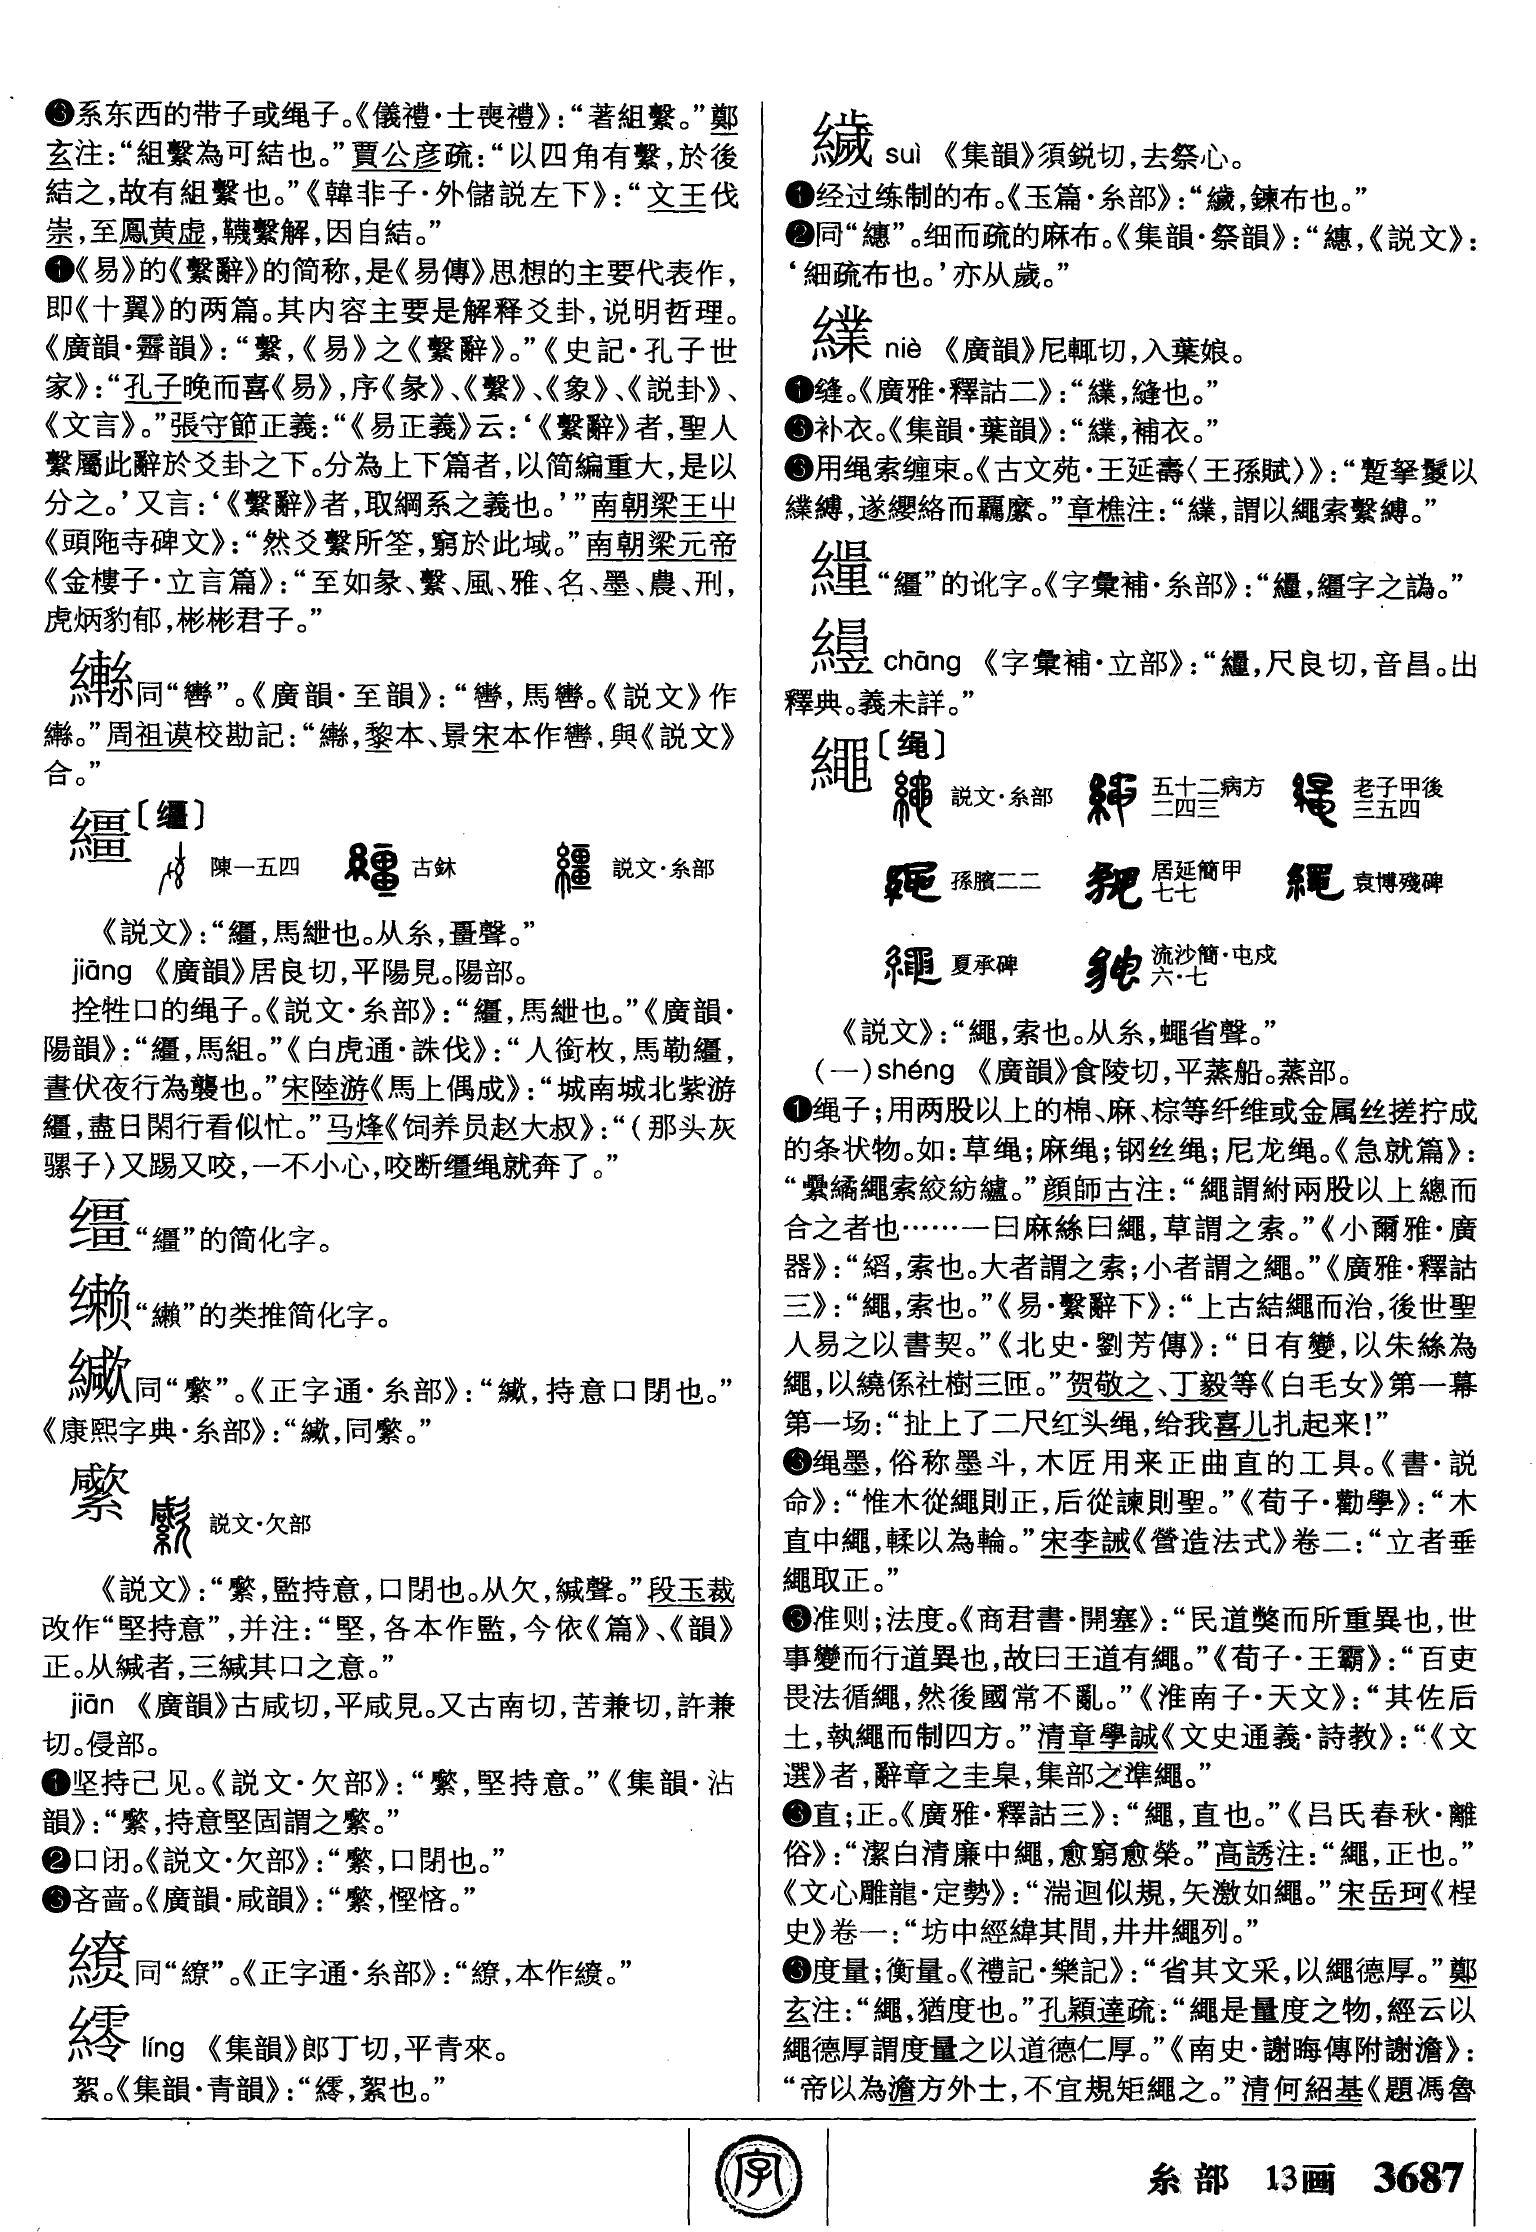 ❸系东西的带子或绳子。《儀禮·士喪禮》：“著組繫。”鄭
玄注：“組繫為可結也。”賈公彦疏：“以四角有繫，於後
結之，故有組繫也。”《韓非子·外儲説左下》：“文王伐
崇，至鳳黄虚，韤繫解，因自結。”
❶《易》的《繫辭》的简称，是《易傳》思想的主要代表作，
即《十翼》的两篇。其内容主要是解释爻卦，说明哲理。
《廣韻·霽韻》：“繫，《易》之《繫辭》。”《史記·孔子世
家》：“孔子晚而喜《易》，序《彖》、《繫》、《象》、《説卦》、
《文言》。”張守節正義：“《易正義》云：‘《繫辭》者，聖人
繫屬此辭於爻卦之下。分為上下篇者，以简編重大，是以
分之。’又言：‘《繫辭》者，取綱系之義也。’”南朝梁王屮
《頭陁寺碑文》：“然爻繫所筌，窮於此域。”南朝梁元帝
《金樓子·立言篇》：“至如彖、繫、風、雅、名、墨、農、刑，
虎炳豹郁，彬彬君子。”
同“轡”。《廣韻·至韻》：“轡，馬轡。《説文》作
。”周祖谟校勘記：“，黎本、景宋本作轡，與《説文》
合。”
繮〔缰〕
陳一五四 古鉥 説文·糸部
《説文》：“繮，馬紲也。从糸，畺聲。”
jiāng 《廣韻》居良切，平陽見。陽部。
拴牲口的绳子。《説文·糸部》：“繮，馬紲也。”《廣韻·
陽韻》：“繮，馬組。”《白虎通·誅伐》：“人銜枚，馬勒繮，
晝伏夜行為襲也。”宋陸游《馬上偶成》：“城南城北紫游
繮，盡日閑行看似忙。”马烽《饲养员赵大叔》：“（那头灰
骡子）又踢又咬，一不小心，咬断缰绳就奔了。”
缰“繮”的简化字。
“”的类推简化字。
同“”。《正字通·糸部》：“，持意口閉也。”
《康熙字典·糸部》：“，同。”
説文·欠部
《説文》：“，監持意，口閉也。从欠，緘聲。”段玉裁
改作“堅持意”，并注：“堅，各本作監，今依《篇》、《韻》
正。从緘者，三緘其口之意。”
jiān 《廣韻》古咸切，平咸見。又古南切，苦兼切，許兼
切。侵部。
❶坚持己见。《説文·欠部》：“，堅持意。”《集韻·沾
韻》：“，持意堅固謂之。”
❷口闭。《説文·欠部》：“，口閉也。”
❸吝啬。《廣韻·咸韻》：“，慳悋。”
同“繚”。《正字通·糸部》：“繚，本作。”
líng 《集韻》郎丁切，平青來。
絮。《集韻·青韻》：“，絮也。”
suì 《集韻》須鋭切，去祭心。
❶经过练制的布。《玉篇·糸部》：“，鍊布也。”
❷同“繐”。细而疏的麻布。《集韻·祭韻》：“繐，《説文》：
‘細疏布也。’亦从歲。”
niè 《廣韻》尼輒切，入葉娘。
❶缝。《廣雅·釋詁二》：“，縫也。”
❸补衣。《集韻·葉韻》：“，補衣。”
❸用绳索缠束。《古文苑·王延壽〈王孫賦〉》：“蹔拏鬉以
縛，遂纓絡而羈縻。”章樵注：“，謂以繩索繫縛。”
“繮”的讹字。《字彙補·糸部》：“，繮字之譌。”
chāng 《字彙補·立部》：“，尺良切，音昌。出
釋典。義未詳。”
繩〔绳〕
説文·糸部 五十二病方二四三 老子甲後三五四
孫臏二二 居延簡甲七七 袁博殘碑
夏承碑 流沙簡·屯戍六·七
《説文》：“繩，索也。从糸，蠅省聲。”
（一）shéng 《廣韻》食陵切，平蒸船。蒸部。
❶绳子；用两股以上的棉、麻、棕等纤维或金属丝搓拧成
的条状物。如：草绳；麻绳；钢丝绳；尼龙绳。《急就篇》：
“纍繘繩索絞紡纑。”顔師古注：“繩謂紨兩股以上總而
合之者也……一曰麻絲曰繩，草謂之索。”《小爾雅·廣
器》：“縚，索也。大者謂之索；小者謂之繩。”《廣雅·釋詁
三》：“繩，索也。”《易·繫辭下》：“上古結繩而治，後世聖
人易之以書契。”《北史·劉芳傳》：“日有變，以朱絲為
繩，以繞係社樹三匝。”贺敬之、丁毅等《白毛女》第一幕
第一场：“扯上了二尺红头绳，给我喜儿扎起来！”
❸绳墨，俗称墨斗，木匠用来正曲直的工具。《書·説
命》：“惟木從繩則正，后從諫則聖。”《荀子·勸學》：“木
直中繩，輮以為輪。”宋李誡《營造法式》卷二：“立者垂
繩取正。”
❸准则；法度。《商君書·開塞》：“民道獘而所重異也，世
事變而行道異也，故曰王道有繩。”《荀子·王霸》：“百吏
畏法循繩，然後國常不亂。”《淮南子·天文》：“其佐后
土，執繩而制四方。”清章學誠《文史通義·詩教》：“《文
選》者，辭章之圭臬，集部之準繩。”
❸直；正。《廣雅·釋詁三》：“繩，直也。”《吕氏春秋·離
俗》：“潔白清廉中繩，愈窮愈榮。”高誘注：“繩，正也。”
《文心雕龍·定勢》：“湍迴似規，矢激如繩。”宋岳珂《桯
史》卷一：“坊中經緯其間，井井繩列。”
❸度量；衡量。《禮記·樂記》：“省其文采，以繩德厚。”鄭
玄注：“繩，猶度也。”孔穎達疏：“繩是量度之物，經云以
繩德厚謂度量之以道德仁厚。”《南史·謝晦傳附謝澹》：
“帝以為澹方外士，不宜規矩繩之。”清何紹基《題馮魯
字
糸部 13画 3687